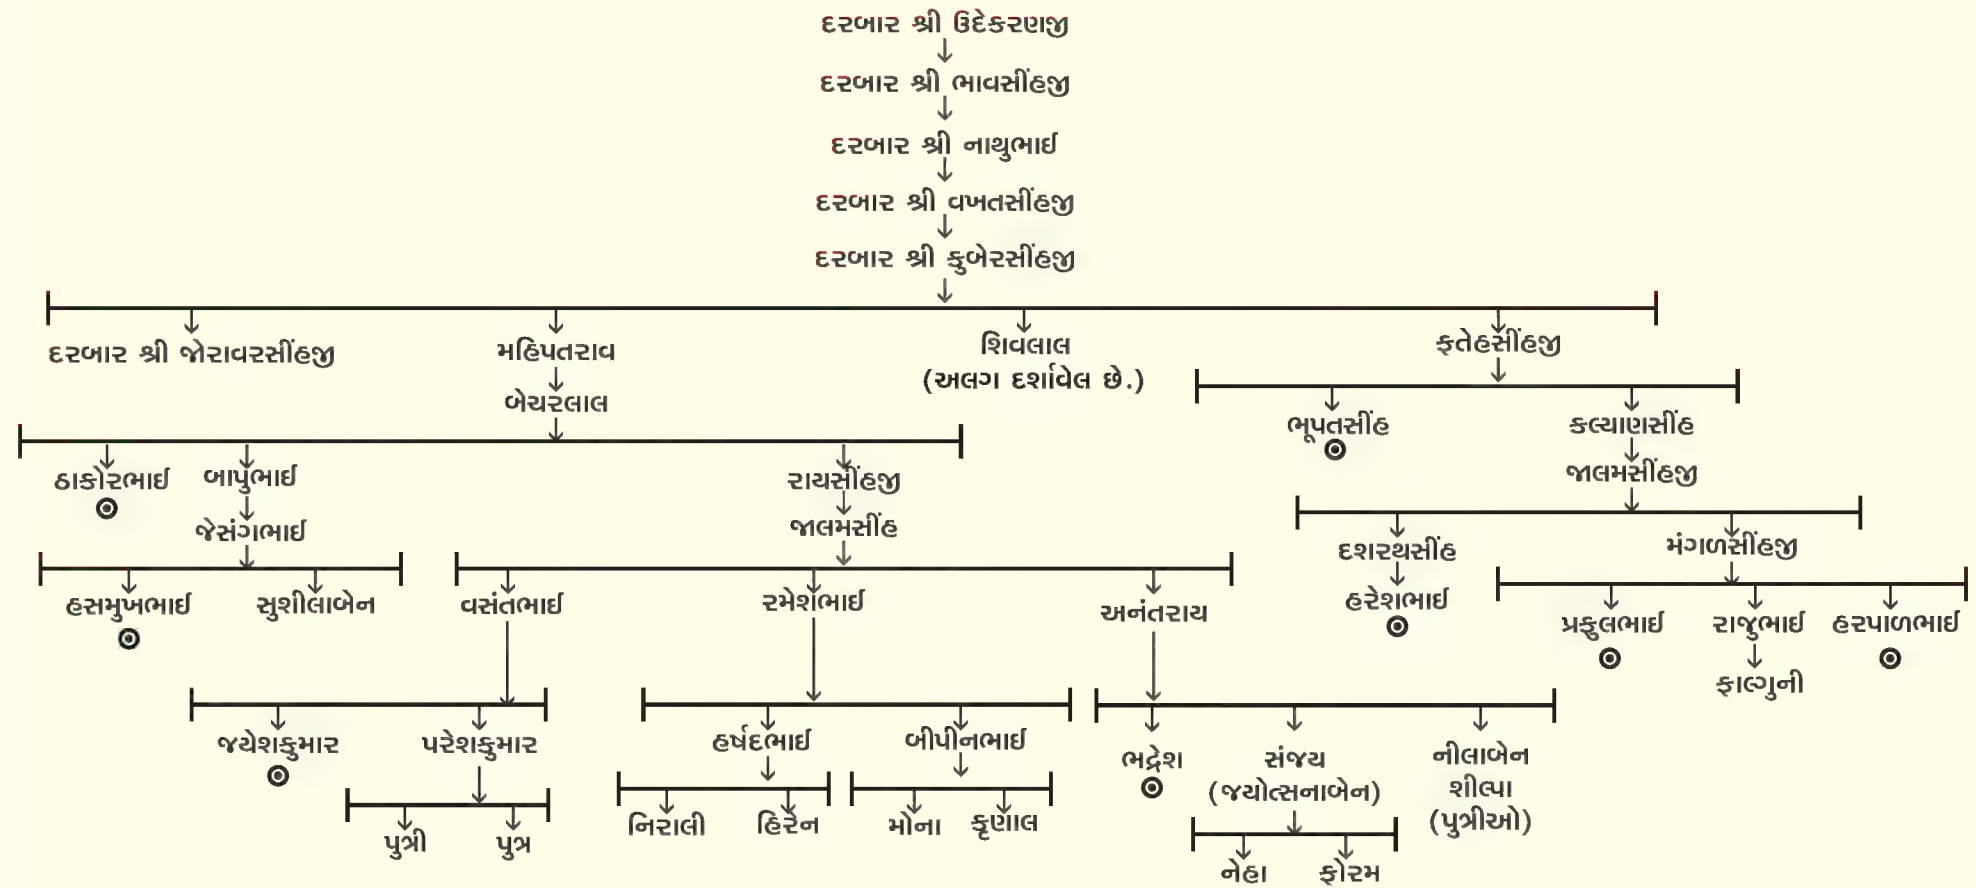 દરબાર શ્રી ઉદેકરણજી
દરબાર શ્રી ભાવસીંહજી
દરબાર શ્રી નાથુભાઈ
દરબાર શ્રી વખતસીંહજી
દરબાર શ્રી કુબેરસીંહજી
દરબાર શ્રી જોરાવરસીંહજી
મહિપતરાવ
શિવલાલ
(અલગ દર્શાવેલ છે.)
ફતેહસીંહજી
બેચરલાલ
ભૂપતસીંહ
કલ્યાણસીંહ
ઠાકોરભાઈ
બાપુભાઈ
રાયસીંહજી
જાલમસીંહજી
જેસંગભાઈ
જાલમસીંહ
દશરથસીંહ
મંગળસીંહજી
હસમુખભાઈ
સુશીલાબેન
વસંતભાઈ
રમેશભાઈ
અનંતરાય
હરેશભાઈ
પ્રફુલભાઈ
રાજુભાઈ
હરપાળભાઈ
ફાલ્ગુની
જયેશકુમાર
પરેશકુમાર
હર્ષદભાઈ
બીપીનભાઈ
ભદ્રેશ
સંજય
(જયોત્સનાબેન)
નીલાબેન
શીલ્પા
(પુત્રીઓ)
પુત્રી
પુત્ર
નિરાલી
હિરેન
મોના
કૃણાલ
નેહા
ફોરમ